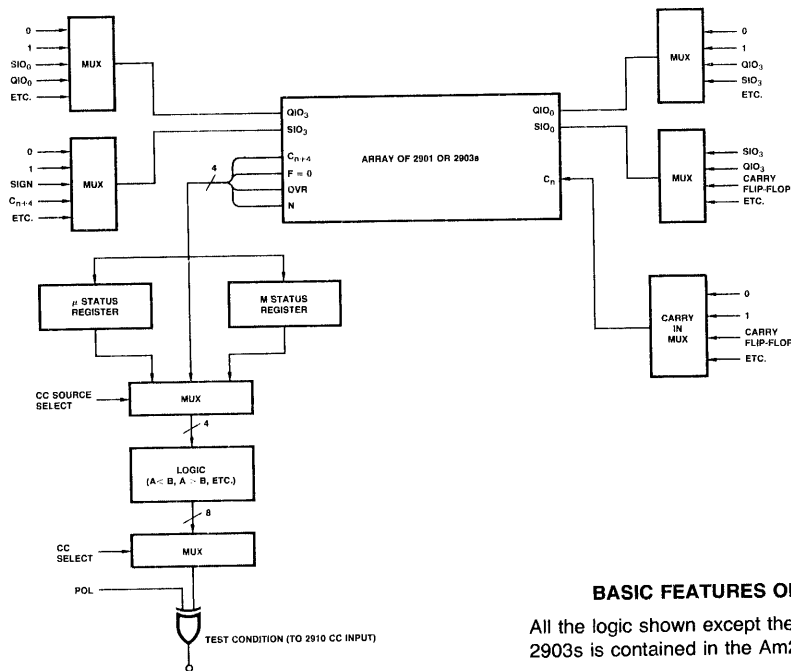 0
1
SIO₀
QIO₀
ETC.
MUX
0
1
SIGN
Cₙ₊₄
ETC.
MUX
QIO₃
SIO₃
Cₙ₊₄
F = 0
OVR
N
4
ARRAY OF 2901 OR 2903s
QIO₀
SIO₀
Cₙ
MUX
0
1
QIO₃
SIO₃
ETC.
MUX
SIO₃
QIO₃
CARRY
FLIP-FLOP
ETC.
CARRY
IN
MUX
0
1
CARRY
FLIP-FLOP
ETC.
μ STATUS
REGISTER
M STATUS
REGISTER
CC SOURCE
SELECT
MUX
4
LOGIC
(A< B, A > B, ETC.)
8
CC
SELECT
MUX
POL
TEST CONDITION (TO 2910 CC INPUT)
BASIC FEATURES O
All the logic shown except the
2903s is contained in the Am2